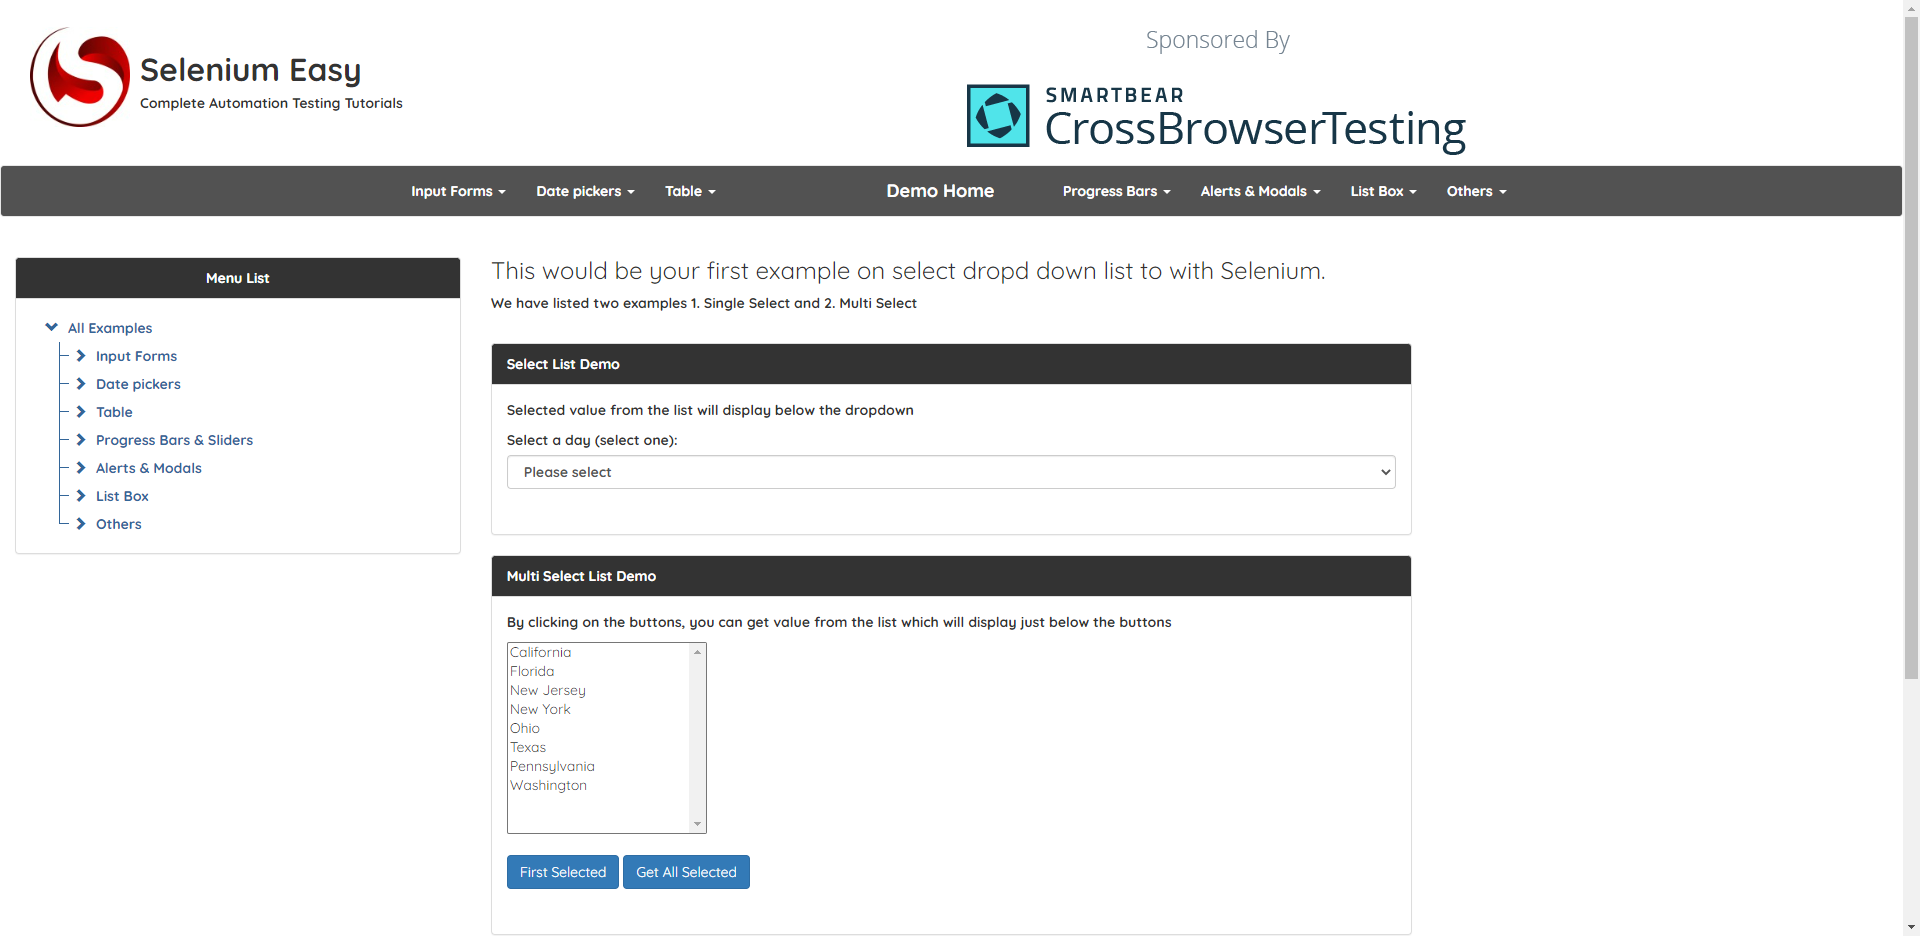 Selenium Easy
Complete Automation Testing Tutorials
Sponsored By
SMARTBEAR
CrossBrowserTesting
Input Forms Date pickers Table Demo Home Progress Bars Alerts & Modals List Box Others
Menu List
All Examples
Input Forms
Date pickers
Table
Progress Bars & Sliders
Alerts & Modals
List Box
Others
This would be your first example on select dropd down list to with Selenium.
We have listed two examples 1. Single Select and 2. Multi Select
Select List Demo
Selected value from the list will display below the dropdown
Select a day (select one):
Please select
Multi Select List Demo
By clicking on the buttons, you can get value from the list which will display just below the buttons
California
Florida
New Jersey
New York
Ohio
Texas
Pennsylvania
Washington
First Selected Get All Selected